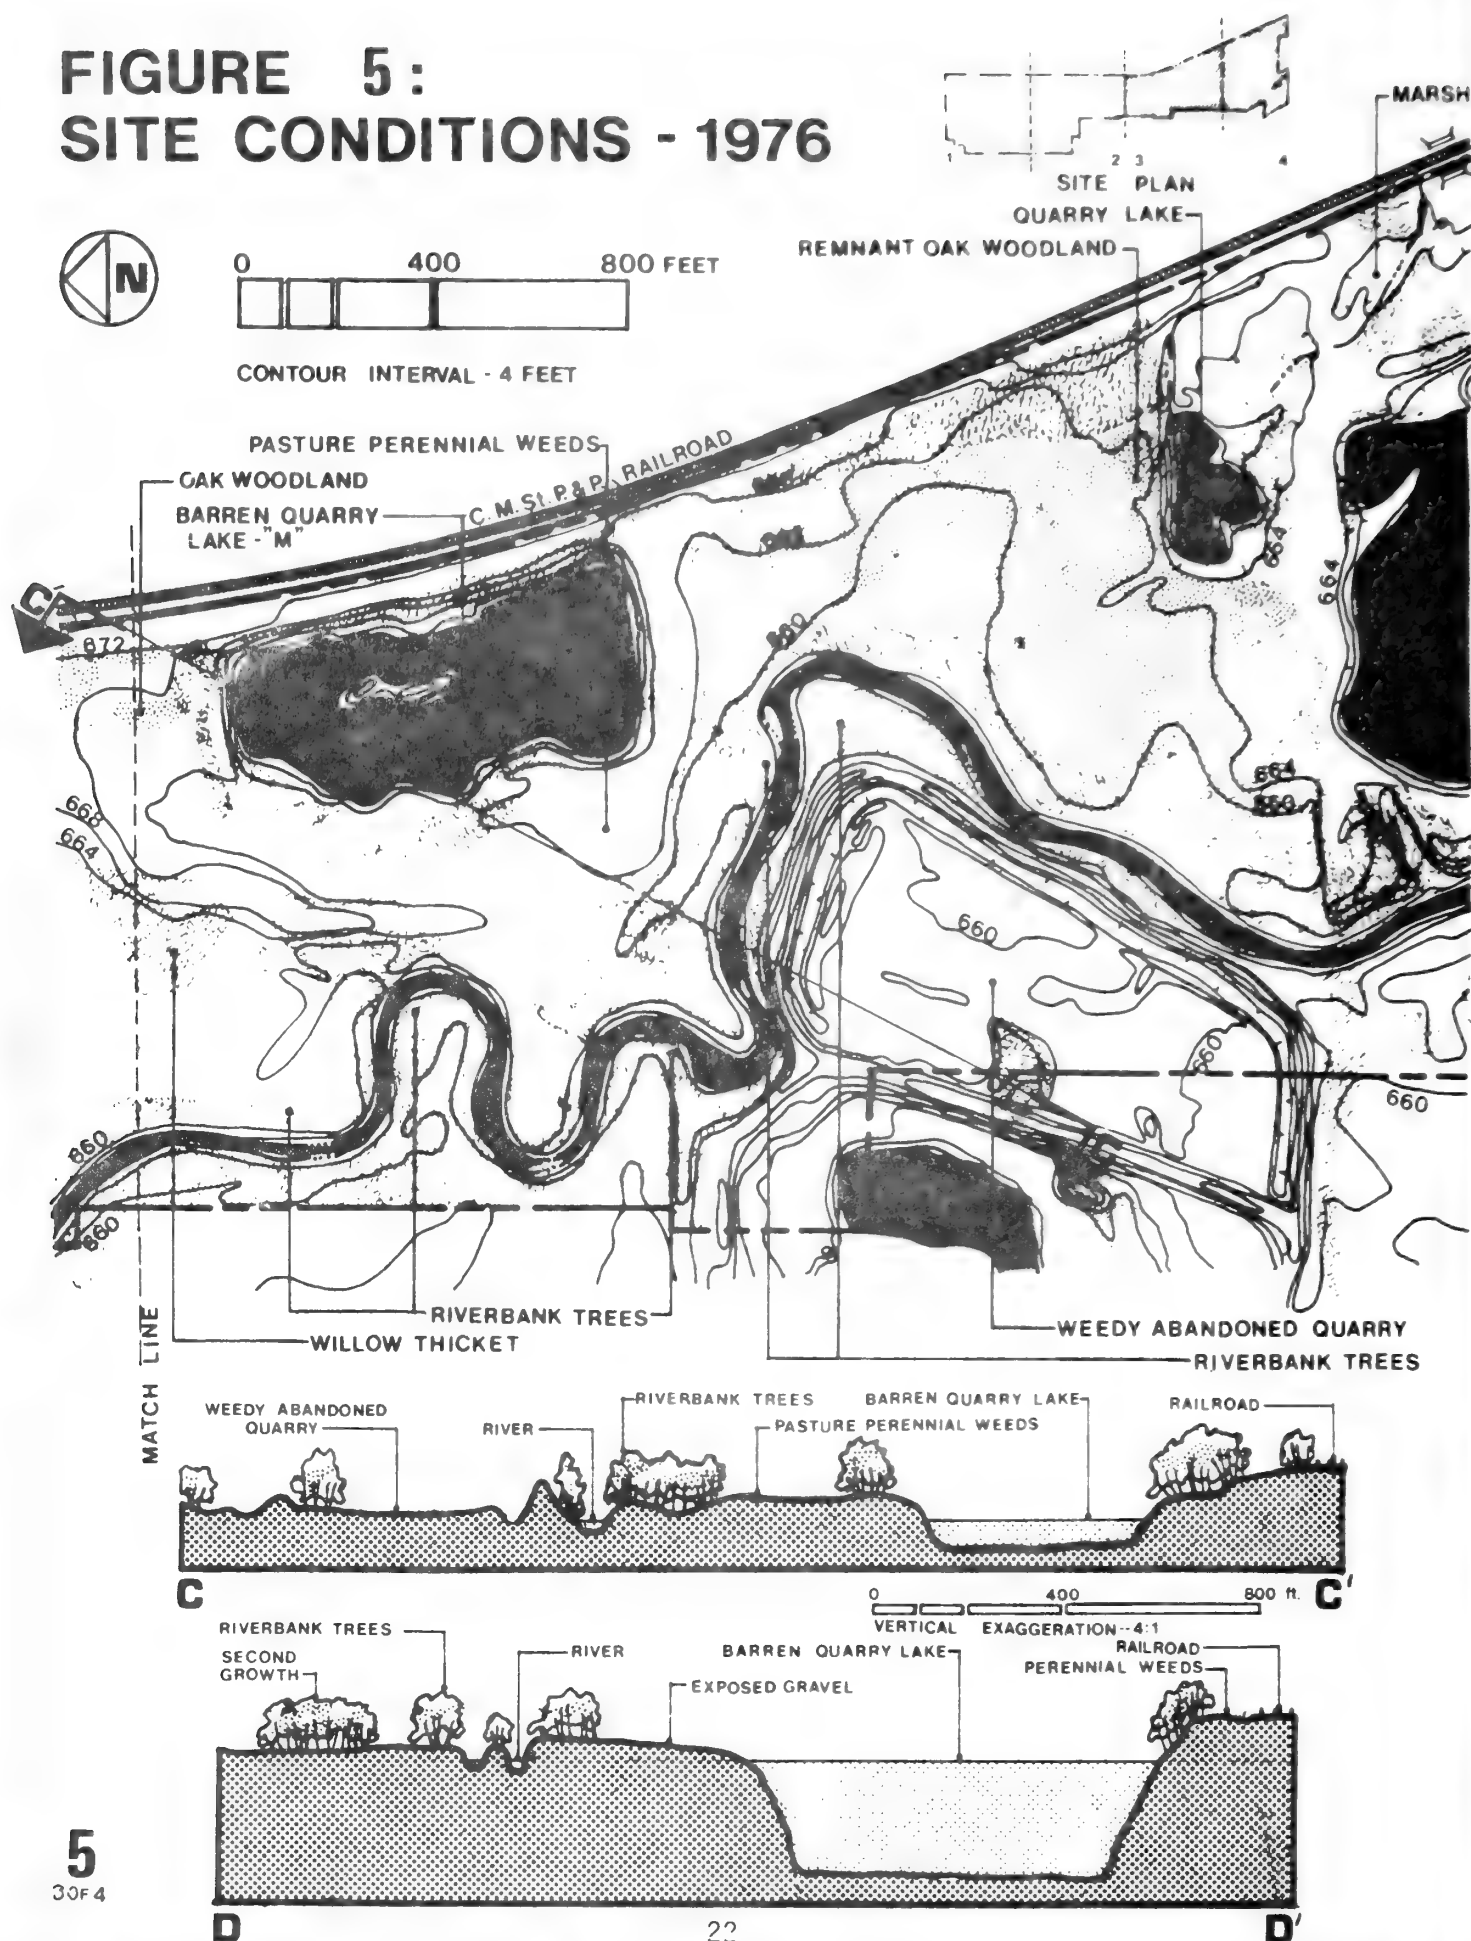 FIGURE 5:
SITE CONDITIONS - 1976
1 2 3 4
SITE PLAN
MARSH
QUARRY LAKE
REMNANT OAK WOODLAND
N
0 400 800 FEET
CONTOUR INTERVAL - 4 FEET
PASTURE PERENNIAL WEEDS
C.M.St.P.&P. RAILROAD
OAK WOODLAND
BARREN QUARRY
LAKE - "M"
C'
872
660
664
664
668
664
664
660
660
660
660
660
660
MATCH LINE
RIVERBANK TREES
WILLOW THICKET
WEEDY ABANDONED QUARRY
RIVERBANK TREES
WEEDY ABANDONED
QUARRY
RIVER
RIVERBANK TREES
PASTURE PERENNIAL WEEDS
BARREN QUARRY LAKE
RAILROAD
C
C'
0 400 800 ft.
VERTICAL EXAGGERATION--4:1
RIVERBANK TREES
SECOND
GROWTH
RIVER
EXPOSED GRAVEL
BARREN QUARRY LAKE
RAILROAD
PERENNIAL WEEDS
5
3OF4
D
22
D'